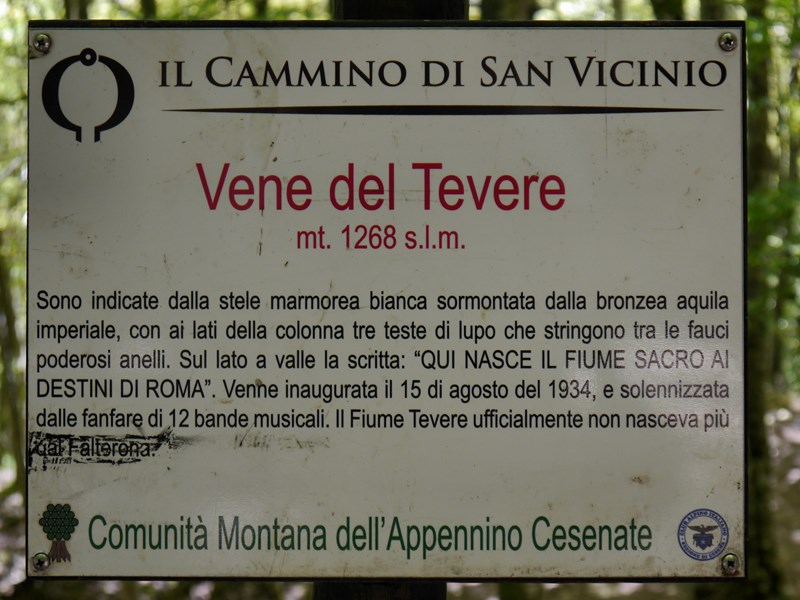 IL CAMMINO DI SAN VICINIO
Vene del Tevere
mt. 1268 s.l.m.
Sono indicate dalla stele marmorea bianca sormontata dalla bronzea aquila
imperiale, con ai lati della colonna tre teste di lupo che stringono tra le fauci
poderosi anelli. Sul lato a valle la scritta: “QUI NASCE IL FIUME SACRO AI
DESTINI DI ROMA”. Venne inaugurata il 15 di agosto del 1934, e solennizzata
dalle fanfare di 12 bande musicali. Il Fiume Tevere ufficialmente non nasceva più
dal Falterona.
Comunità Montana dell'Appennino Cesenate
CLUB ALPINO ITALIANO